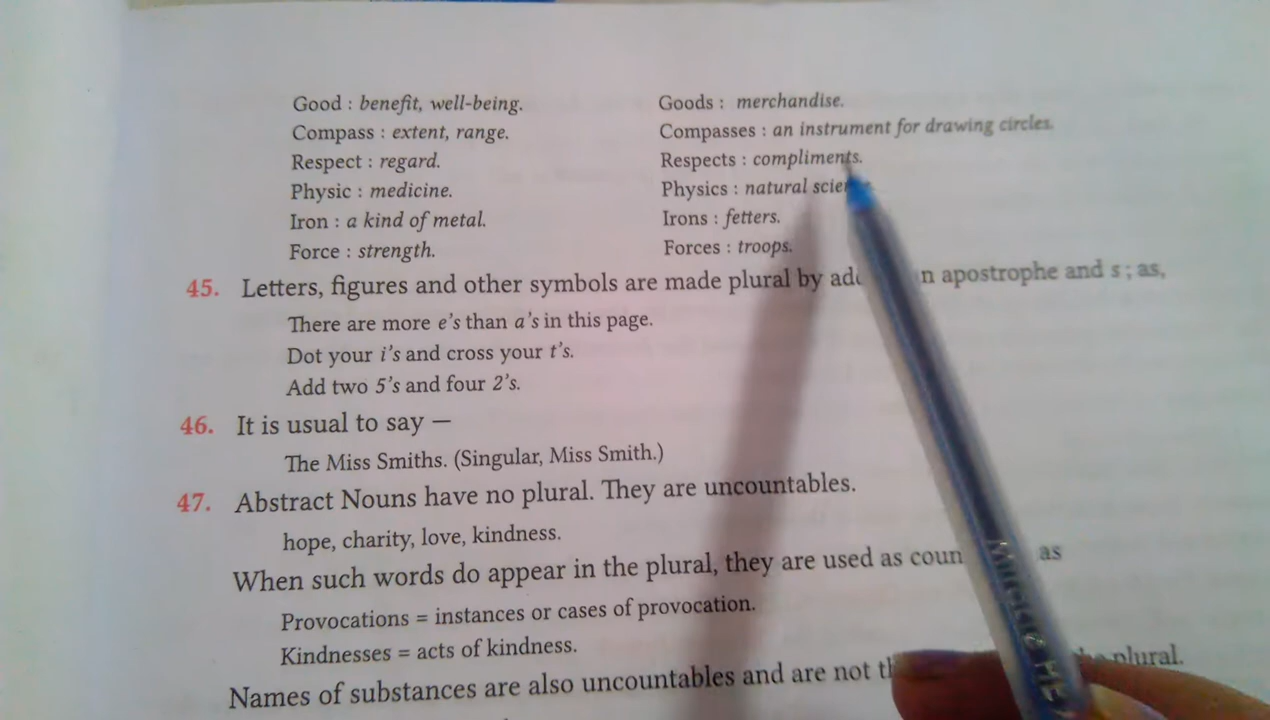 Good : benefit, well-being. Goods : merchandise.
Compass : extent, range. Compasses : an instrument for drawing circles.
Respect : regard. Respects : compliments.
Physic : medicine. Physics : natural
Iron : a kind of metal. Irons : fetters.
Force : strength. Forces : troops.
45. Letters, figures and other symbols are made plural by apostrophe and s ; as,
There are more e's than a's in this page.
Dot your i's and cross your t's.
Add two 5's and four 2's.
46. It is usual to say —
The Miss Smiths. (Singular, Miss Smith.)
47. Abstract Nouns have no plural. They are uncountables.
hope, charity, love, kindness.
When such words do appear in the plural, they are used as as
Provocations = instances or cases of provocation.
Kindnesses = acts of kindness.
Names of substances are also uncountables and are not plural.